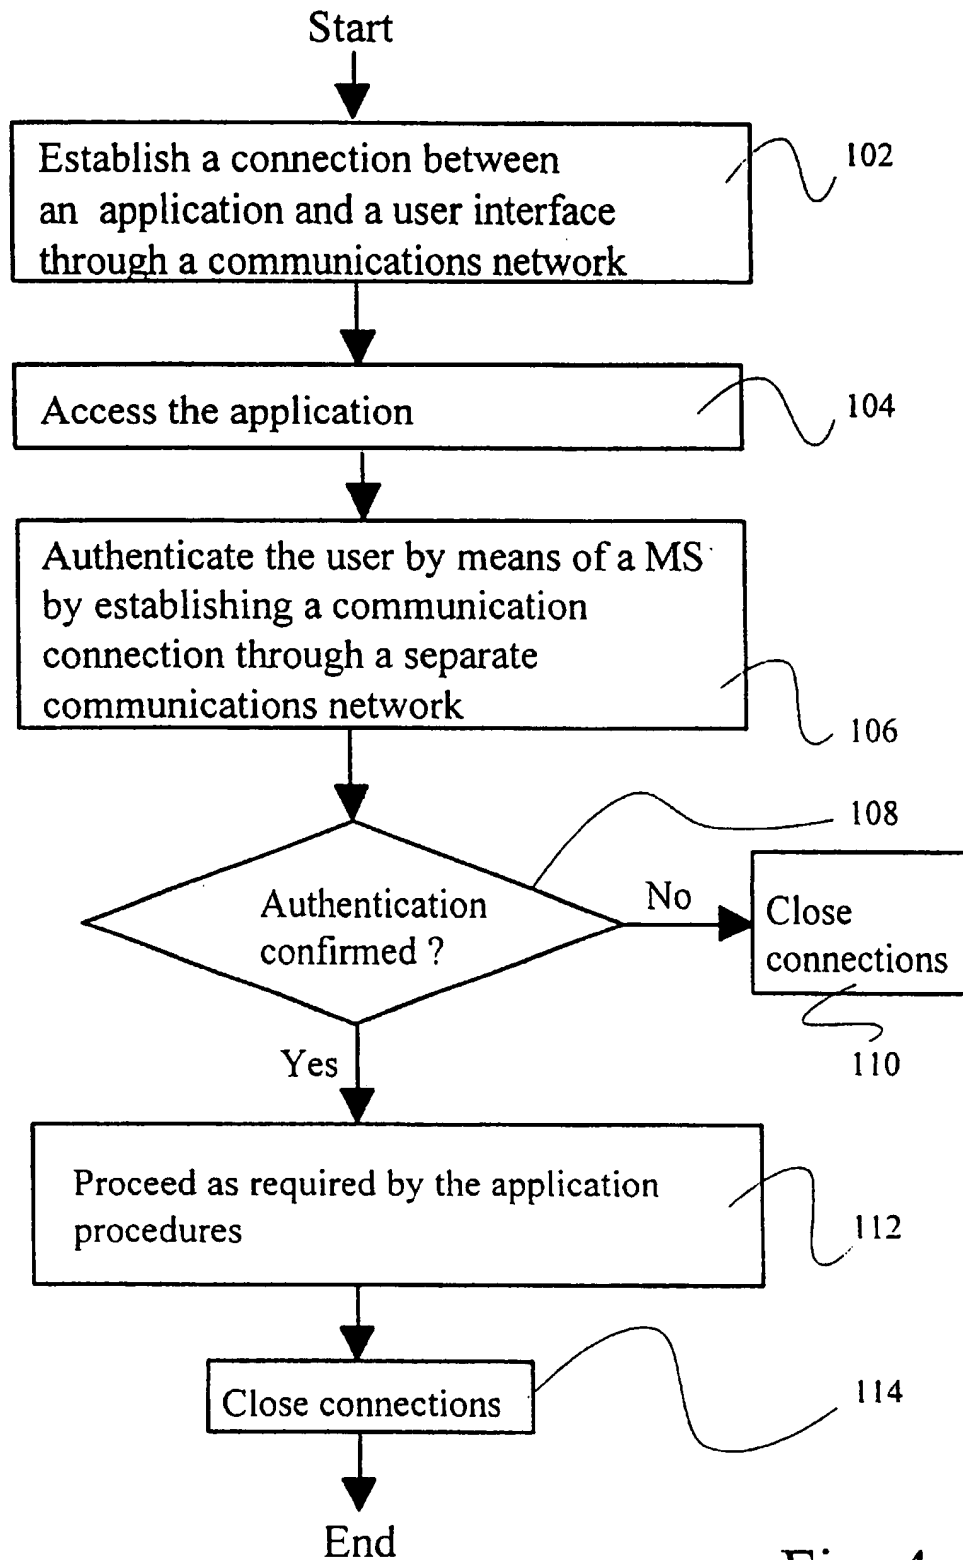 Start
Establish a connection between
an application and a user interface
through a communications network
102
Access the application
104
Authenticate the user by means of a MS
by establishing a communication
connection through a separate
communications network
106
108
Authentication
confirmed ?
No
Close
connections
110
Yes
Proceed as required by the application
procedures
112
Close connections
114
End